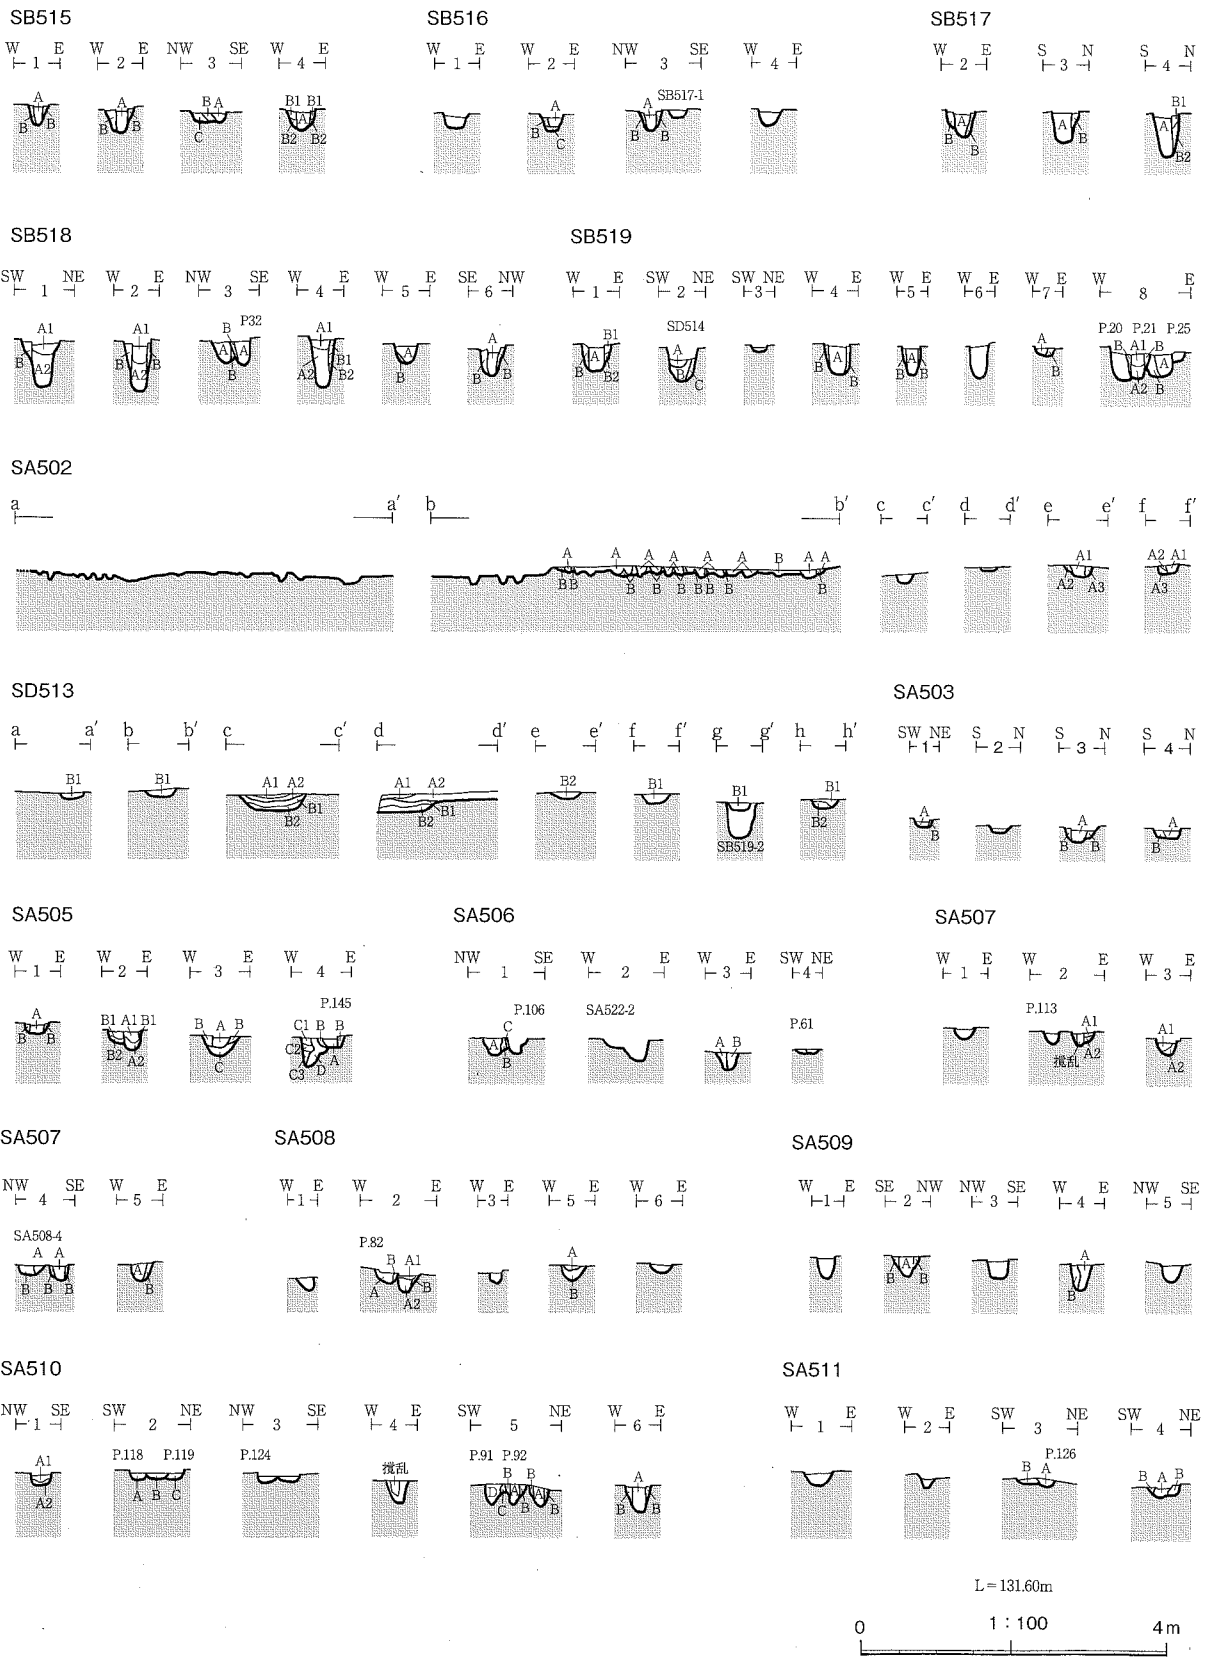 SB515
SB516
SB517
W E W E NW SE W E
1 2 3 4
W E W E NW SE W E
1 2 3 4
W E S N S N
2 3 4
A A B A B1 B1
B B B B C A B2 B2
A A SB517-1
B C B B
A B B A B B1 A B2
SB518
SB519
SW NE W E NW SE W E W E SE NW
1 2 3 4 5 6
W E SW NE SW NE W E W E W E W E W E
1 2 3 4 5 6 7 8
A1 A1 B P32 A1
B A2 B A2 A A B A2 B1 B2 A B A B B
B1 SD514
B A B2 A B C A B B A B B A B
P.20 P.21 P.25
B A1 B
A A2 B
SA502
a a′ b b′ c c′ d d′ e e′ f f′
A A A A A A B A A
B B B B B B B B B
A1 A2 A1
A2 A3 A3
SD513
SA503
a a′ b b′ c c′ d d′ e e′ f f′ g g′ h h′
SW NE S N S N S N
1 2 3 4
B1 B1 A1 A2 A1 A2 B2 B1 B1 B1
B1 B2 B1 B2 SB519-2 B2
A A A
B B B B
SA505
SA506
SA507
W E W E W E W E
1 2 3 4
NW SE W E W E SW NE
1 2 3 4
W E W E W E
1 2 3
P.145
A B1 A1 B1 B A B C1 B B
B B B2 A2 C C2 C3 D A
P.106 SA522-2 P.61
C A B A B
P.113
A1 A1
攪乱 A2 A2
SA507
SA508
SA509
NW SE W E
4 5
W E W E W E W E W E
1 2 3 5 6
W E SE NW NW SE W E NW SE
1 2 3 4 5
SA508-4
A A
B B B A B
P.82
B A1 A
A A2 B B
A B A B B
SA510
SA511
NW SE SW NE NW SE W E SW NE W E
1 2 3 4 5 6
W E W E SW NE SW NE
1 2 3 4
A1 P.118 P.119 P.124 攪乱 P.91 P.92
A2 A B C
B B A
D A A A C B B B B
P.126
B A B A B
L=131.60m
1：100
0 4m